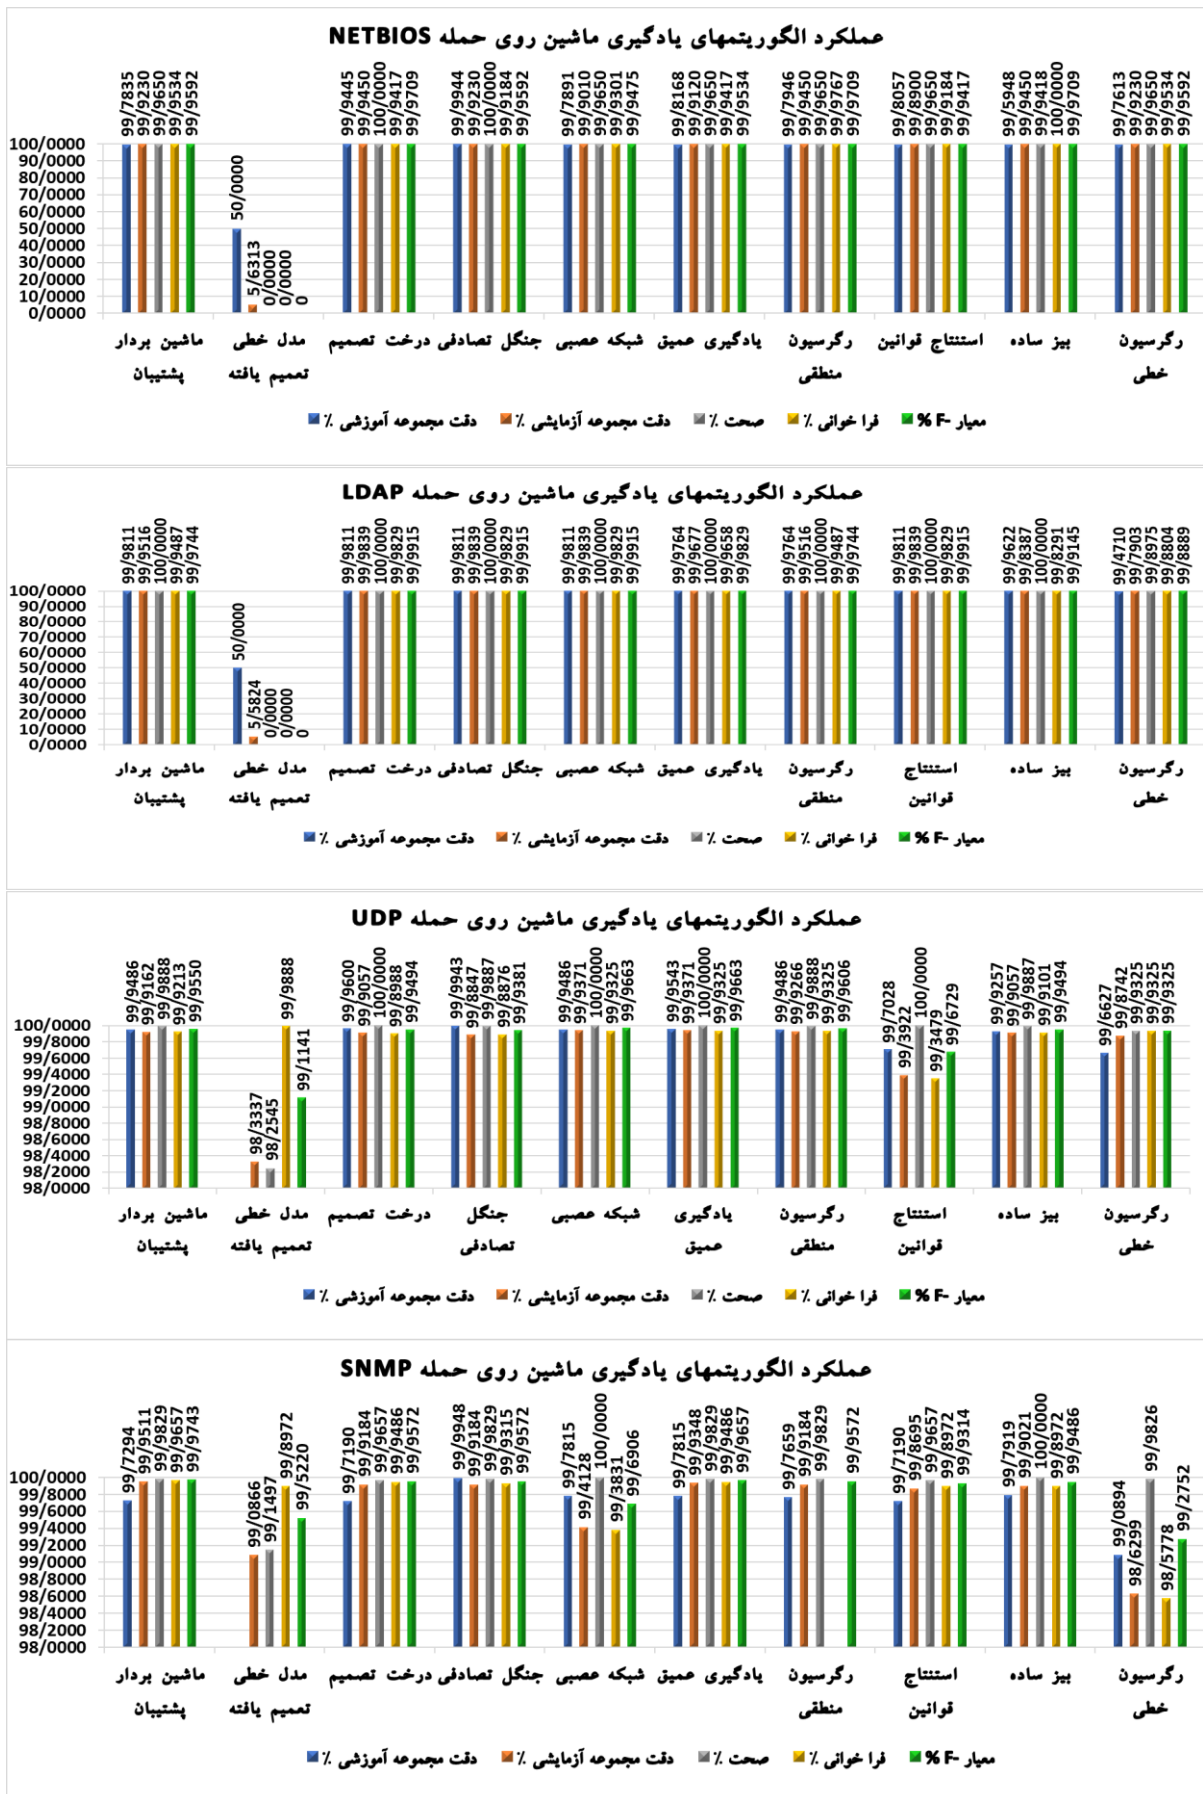 عملکرد الگوریتمهای یادگیری ماشین روی حمله NETBIOS
99/7835 99/9230 99/9650 99/9534 99/9592 50/0000 5/6313 0/0000 0/0000 0 99/9445 99/9450 100/0000 99/9417 99/9709 99/9944 99/9230 100/0000 99/9184 99/9592 99/7891 99/9010 99/9650 99/9301 99/9475 99/8168 99/9120 99/9650 99/9417 99/9534 99/7946 99/9450 99/9650 99/9767 99/9709 99/8057 99/8900 99/9650 99/9184 99/9417 99/5948 99/9450 99/9418 100/0000 99/9709 99/7613 99/9230 99/9650 99/9534 99/9592
100/0000
90/0000
80/0000
70/0000
60/0000
50/0000
40/0000
30/0000
20/0000
10/0000
0/0000
ماشین بردار پشتیبان
مدل خطی تعمیم یافته
درخت تصمیم
جنگل تصادفی
شبکه عصبی
یادگیری عمیق
رگرسیون منطقی
استنتاج قوانین
بیز ساده
رگرسیون خطی
دقت مجموعه آموزشی ٪ دقت مجموعه آزمایشی ٪ صحت ٪ فرا خوانی ٪ معیار -F %
عملکرد الگوریتمهای یادگیری ماشین روی حمله LDAP
99/9811 99/9516 100/0000 99/9487 99/9744 50/0000 5/5824 0/0000 0/0000 0 99/9811 99/9839 100/0000 99/9829 99/9915 99/9811 99/9839 100/0000 99/9829 99/9915 99/9811 99/9839 100/0000 99/9829 99/9915 99/9764 99/9677 100/0000 99/9658 99/9829 99/9764 99/9516 100/0000 99/9487 99/9744 99/9811 99/9839 100/0000 99/9829 99/9915 99/9622 99/8387 100/0000 99/8291 99/9145 99/4710 99/7903 99/8975 99/8804 99/8889
100/0000
90/0000
80/0000
70/0000
60/0000
50/0000
40/0000
30/0000
20/0000
10/0000
0/0000
ماشین بردار پشتیبان
مدل خطی تعمیم یافته
درخت تصمیم
جنگل تصادفی
شبکه عصبی
یادگیری عمیق
رگرسیون منطقی
استنتاج قوانین
بیز ساده
رگرسیون خطی
دقت مجموعه آموزشی ٪ دقت مجموعه آزمایشی ٪ صحت ٪ فرا خوانی ٪ معیار -F %
عملکرد الگوریتمهای یادگیری ماشین روی حمله UDP
99/9486 99/9162 99/9888 99/9213 99/9550 98/3337 98/2545 99/9888 99/1141 99/9600 99/9057 100/0000 99/8988 99/9494 99/9943 99/8847 99/9887 99/8876 99/9381 99/9486 99/9371 100/0000 99/9325 99/9663 99/9543 99/9371 100/0000 99/9325 99/9663 99/9486 99/9266 99/9888 99/9325 99/9606 99/7028 99/3922 100/0000 99/3479 99/6729 99/9257 99/9057 99/9887 99/9101 99/9494 99/6627 99/8742 99/9325 99/9325 99/9325
100/0000
99/8000
99/6000
99/4000
99/2000
99/0000
98/8000
98/6000
98/4000
98/2000
98/0000
ماشین بردار پشتیبان
مدل خطی تعمیم یافته
درخت تصمیم
جنگل تصادفی
شبکه عصبی
یادگیری عمیق
رگرسیون منطقی
استنتاج قوانین
بیز ساده
رگرسیون خطی
دقت مجموعه آموزشی ٪ دقت مجموعه آزمایشی ٪ صحت ٪ فرا خوانی ٪ معیار -F %
عملکرد الگوریتمهای یادگیری ماشین روی حمله SNMP
99/7294 99/9511 99/9829 99/9657 99/9743 99/0866 99/1497 99/8972 99/5220 99/7190 99/9184 99/9657 99/9486 99/9572 99/9948 99/9184 99/9829 99/9315 99/9572 99/7815 99/4128 100/0000 99/3831 99/6906 99/7815 99/9348 99/9829 99/9486 99/9657 99/7659 99/9184 99/9829 99/9572 99/7190 99/8695 99/9657 99/8972 99/9314 99/7919 99/9021 100/0000 99/8972 99/9486 99/0894 98/6299 99/9826 98/5778 99/2752
100/0000
99/8000
99/6000
99/4000
99/2000
99/0000
98/8000
98/6000
98/4000
98/2000
98/0000
ماشین بردار پشتیبان
مدل خطی تعمیم یافته
درخت تصمیم
جنگل تصادفی
شبکه عصبی
یادگیری عمیق
رگرسیون منطقی
استنتاج قوانین
بیز ساده
رگرسیون خطی
دقت مجموعه آموزشی ٪ دقت مجموعه آزمایشی ٪ صحت ٪ فرا خوانی ٪ معیار -F %